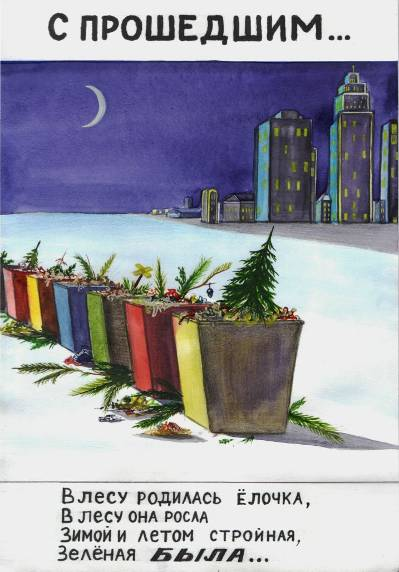 С ПРОШЕДШИМ...
В ЛЕСУ РОДИЛАСЬ ЁЛОЧКА,
В ЛЕСУ ОНА РОСЛА
ЗИМОЙ И ЛЕТОМ СТРОЙНАЯ,
ЗЕЛЁНАЯ БЫЛА...